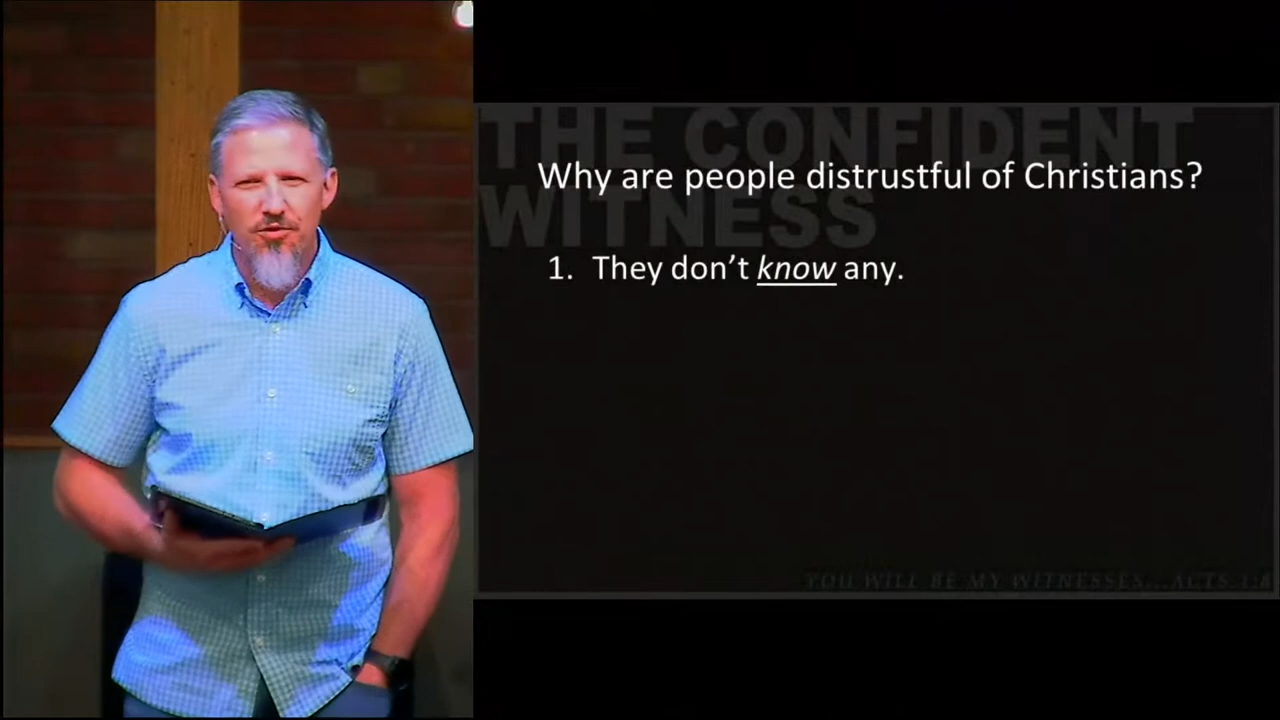 THE CONFIDENT
Why are people distrustful of Christians?
WITNESS
1. They don't know any.
YOU WILL BE MY WITNESSES...ACTS 1:8